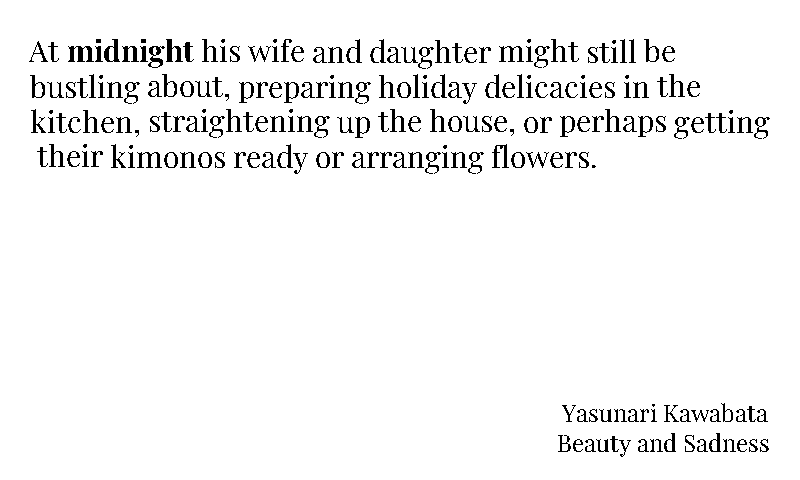 At midnight his wife and daughter might still be
bustling about, preparing holiday delicacies in the
kitchen, straightening up the house, or perhaps getting
their kimonos ready or arranging flowers.
Yasunari Kawabata
Beauty and Sadness